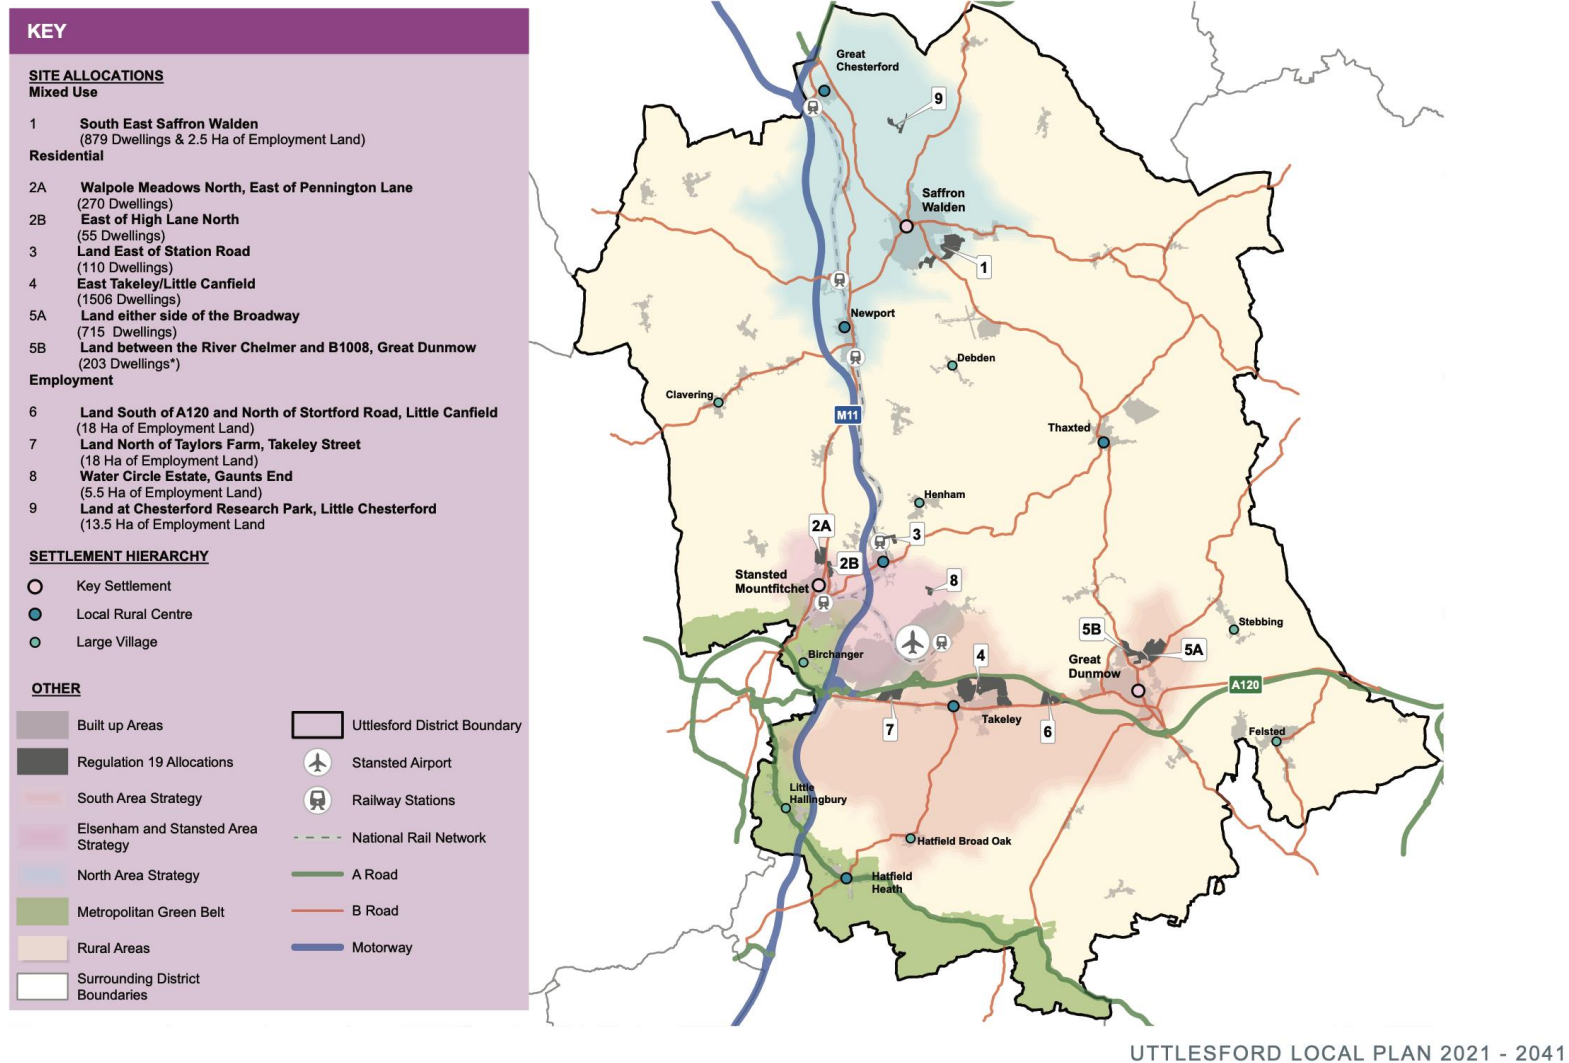 KEY
SITE ALLOCATIONS
Mixed Use
1 South East Saffron Walden
(879 Dwellings & 2.5 Ha of Employment Land)
Residential
2A Walpole Meadows North, East of Pennington Lane
(270 Dwellings)
2B East of High Lane North
(55 Dwellings)
3 Land East of Station Road
(110 Dwellings)
4 East Takeley/Little Canfield
(1506 Dwellings)
5A Land either side of the Broadway
(715 Dwellings)
5B Land between the River Chelmer and B1008, Great Dunmow
(203 Dwellings*)
Employment
6 Land South of A120 and North of Stortford Road, Little Canfield
(18 Ha of Employment Land)
7 Land North of Taylors Farm, Takeley Street
(18 Ha of Employment Land)
8 Water Circle Estate, Gaunts End
(5.5 Ha of Employment Land)
9 Land at Chesterford Research Park, Little Chesterford
(13.5 Ha of Employment Land
SETTLEMENT HIERARCHY
Key Settlement
Local Rural Centre
Large Village
OTHER
Built up Areas
Regulation 19 Allocations
South Area Strategy
Elsenham and Stansted Area
Strategy
North Area Strategy
Metropolitan Green Belt
Rural Areas
Surrounding District
Boundaries
Uttlesford District Boundary
Stansted Airport
Railway Stations
National Rail Network
A Road
B Road
Motorway
Great
Chesterford
9
Saffron
Walden
1
Newport
Debden
Clavering
M11
Thaxted
Henham
2A
3
2B
Stansted
Mountfitchet
8
Stebbing
5B
5A
Birchanger
4
Great
Dunmow
A120
Takeley
7
6
Felsted
Little
Hallingbury
Hatfield Broad Oak
Hatfield
Heath
UTTLESFORD LOCAL PLAN 2021 - 2041